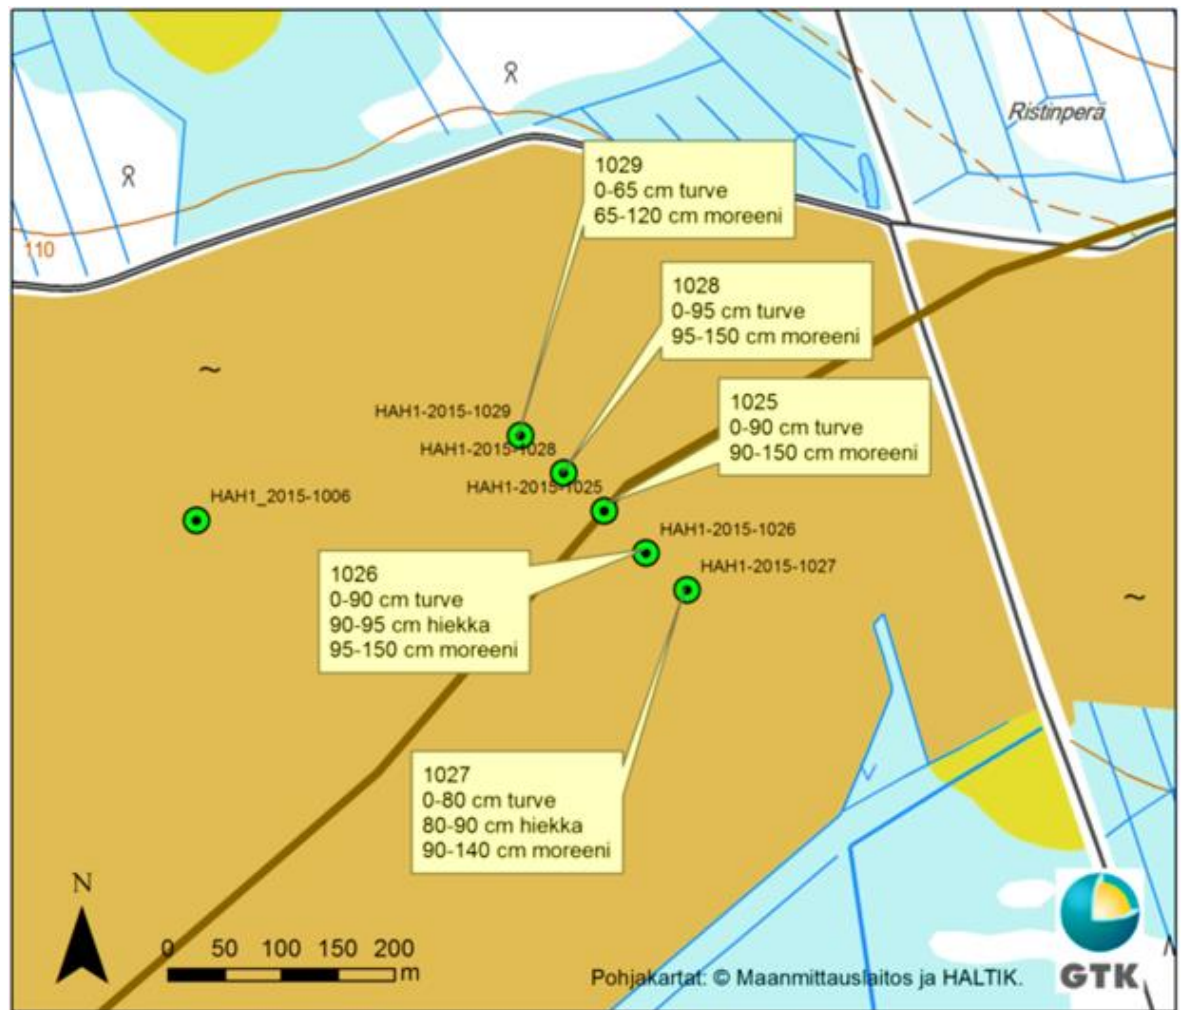 Ristinperä
1029
0-65 cm turve
65-120 cm moreeni
110
1028
0-95 cm turve
95-150 cm moreeni
1025
0-90 cm turve
90-150 cm moreeni
HAH1-2015-1029
HAH1-2015-1028
HAH1-2015-1025
HAH1_2015-1006
HAH1-2015-1026
HAH1-2015-1027
1026
0-90 cm turve
90-95 cm hiekka
95-150 cm moreeni
1027
0-80 cm turve
80-90 cm hiekka
90-140 cm moreeni
N
0 50 100 150 200
m
Pohjakartat: © Maanmittauslaitos ja HALTIK.
GTK